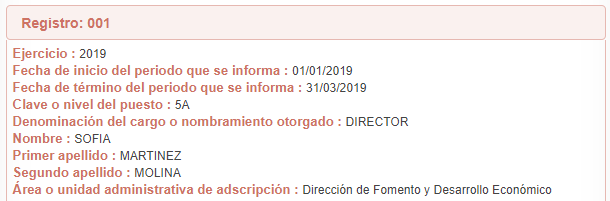 Registro: 001
Ejercicio : 2019
Fecha de inicio del periodo que se informa : 01/01/2019
Fecha de término del periodo que se informa : 31/03/2019
Clave o nivel del puesto : 5A
Denominación del cargo o nombramiento otorgado : DIRECTOR
Nombre : SOFIA
Primer apellido : MARTINEZ
Segundo apellido : MOLINA
Área o unidad administrativa de adscripción : Dirección de Fomento y Desarrollo Económico